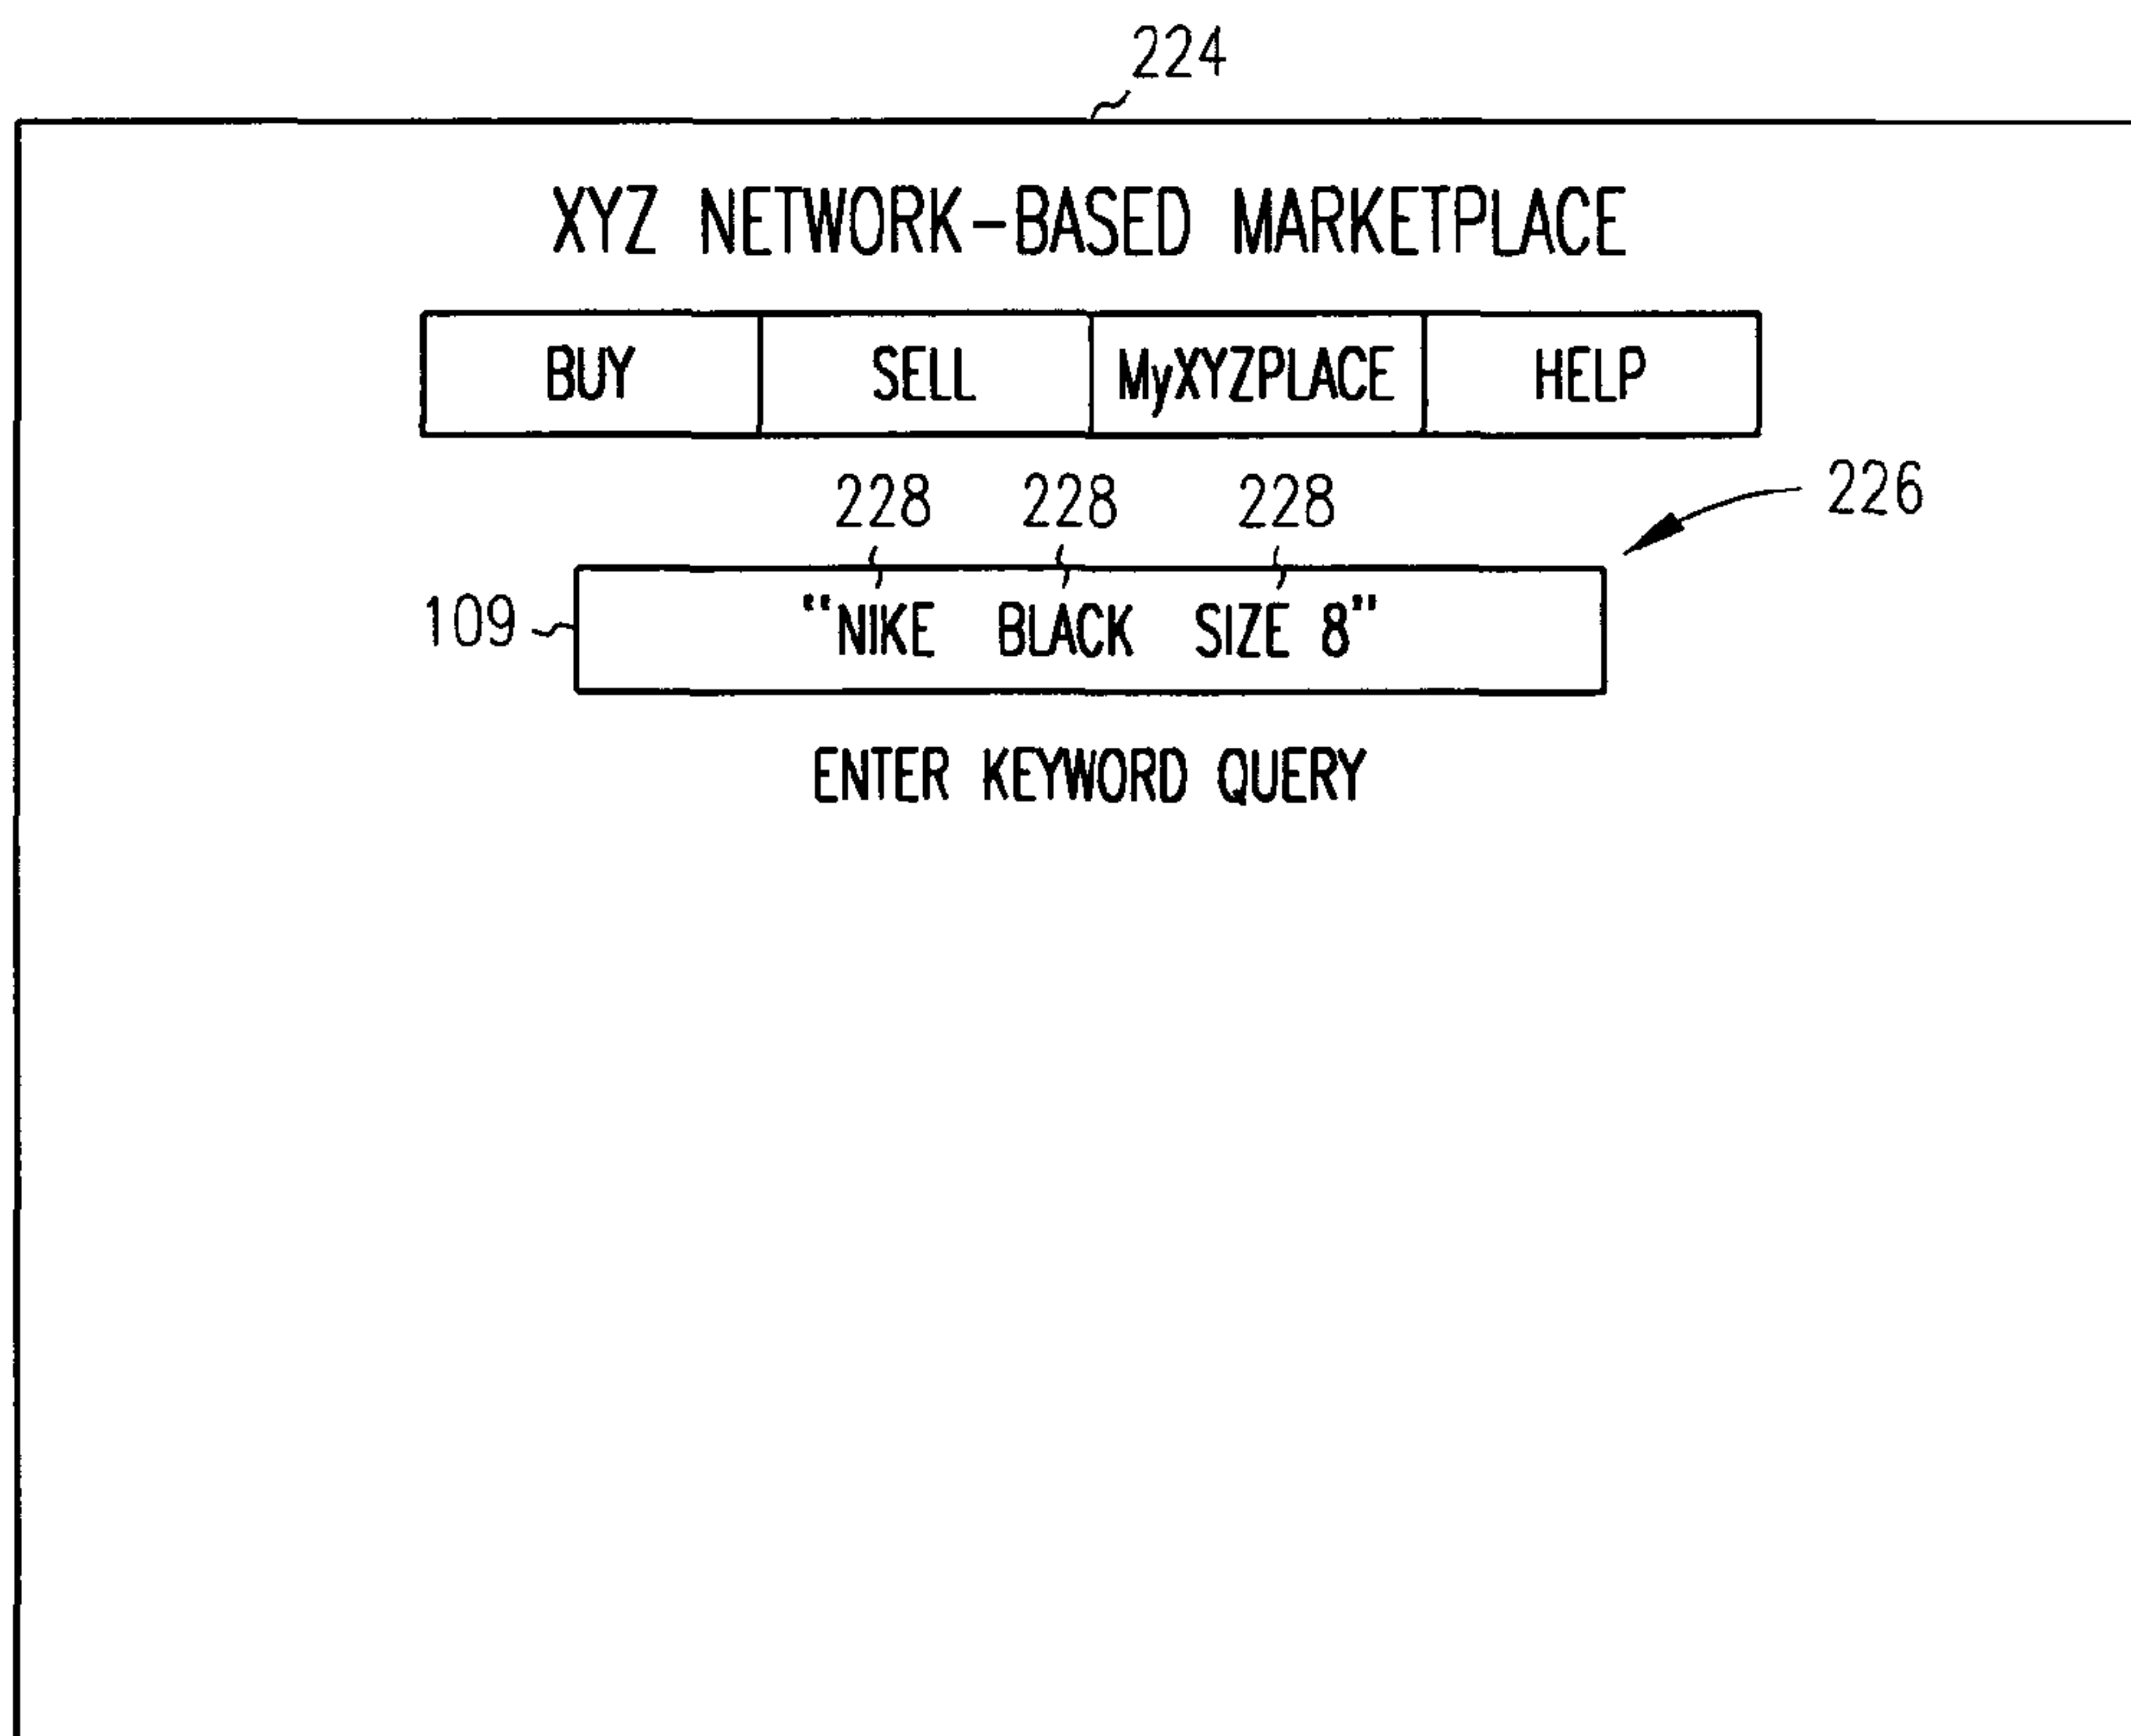 224
XYZ NETWORK-BASED MARKETPLACE
BUY SELL MyXYZPLACE HELP
228 228 228 226
109 "NIKE BLACK SIZE 8"
ENTER KEYWORD QUERY